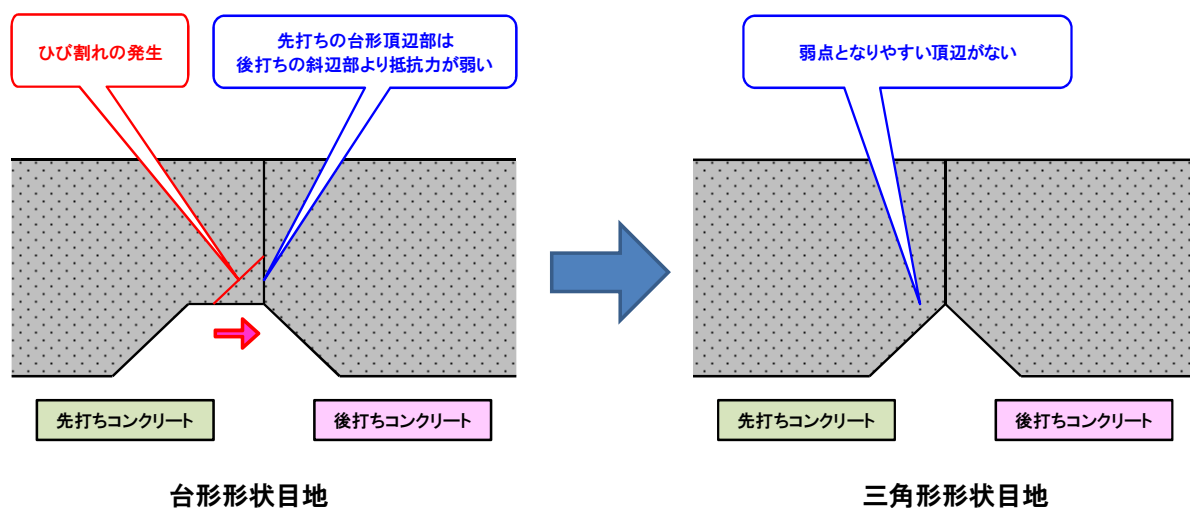 ひび割れの発生
先打ちの台形頂辺部は
後打ちの斜辺部より抵抗力が弱い
弱点となりやすい頂辺がない
先打ちコンクリート
後打ちコンクリート
先打ちコンクリート
後打ちコンクリート
台形形状目地
三角形形状目地